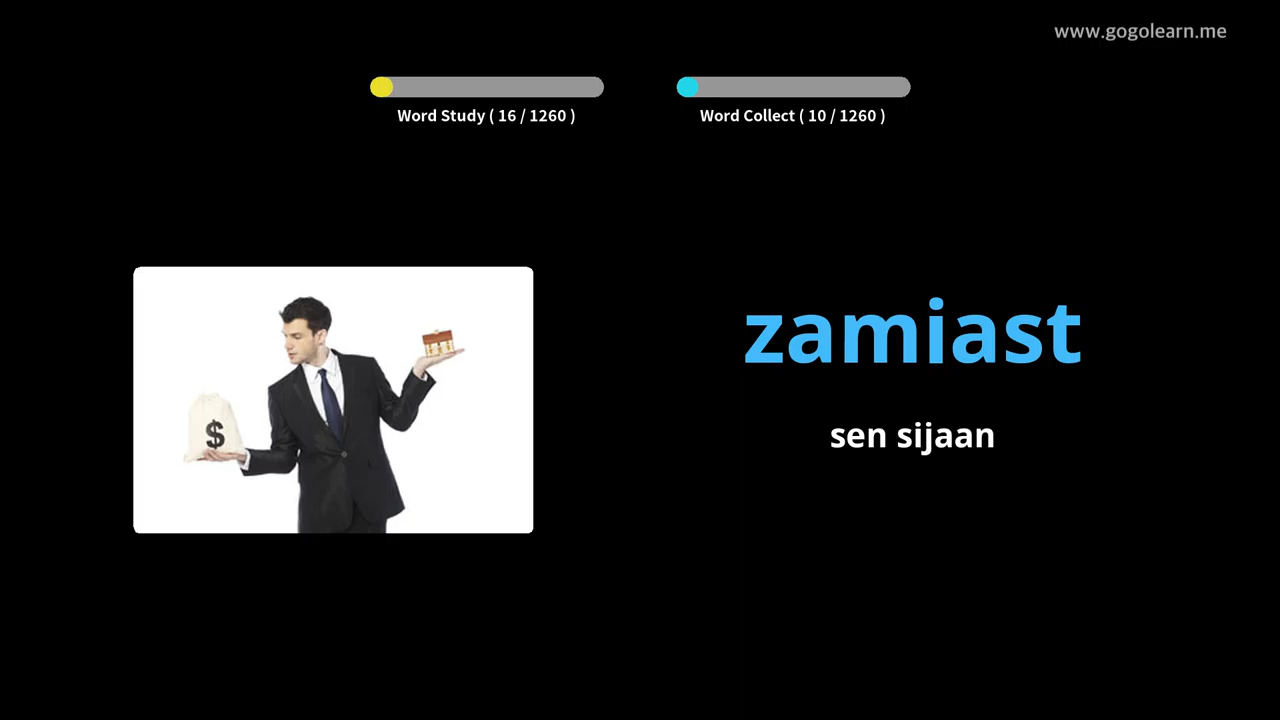 www.gogolearn.me
Word Study ( 16 / 1260 )
Word Collect ( 10 / 1260 )
zamiast
sen sijaan
$